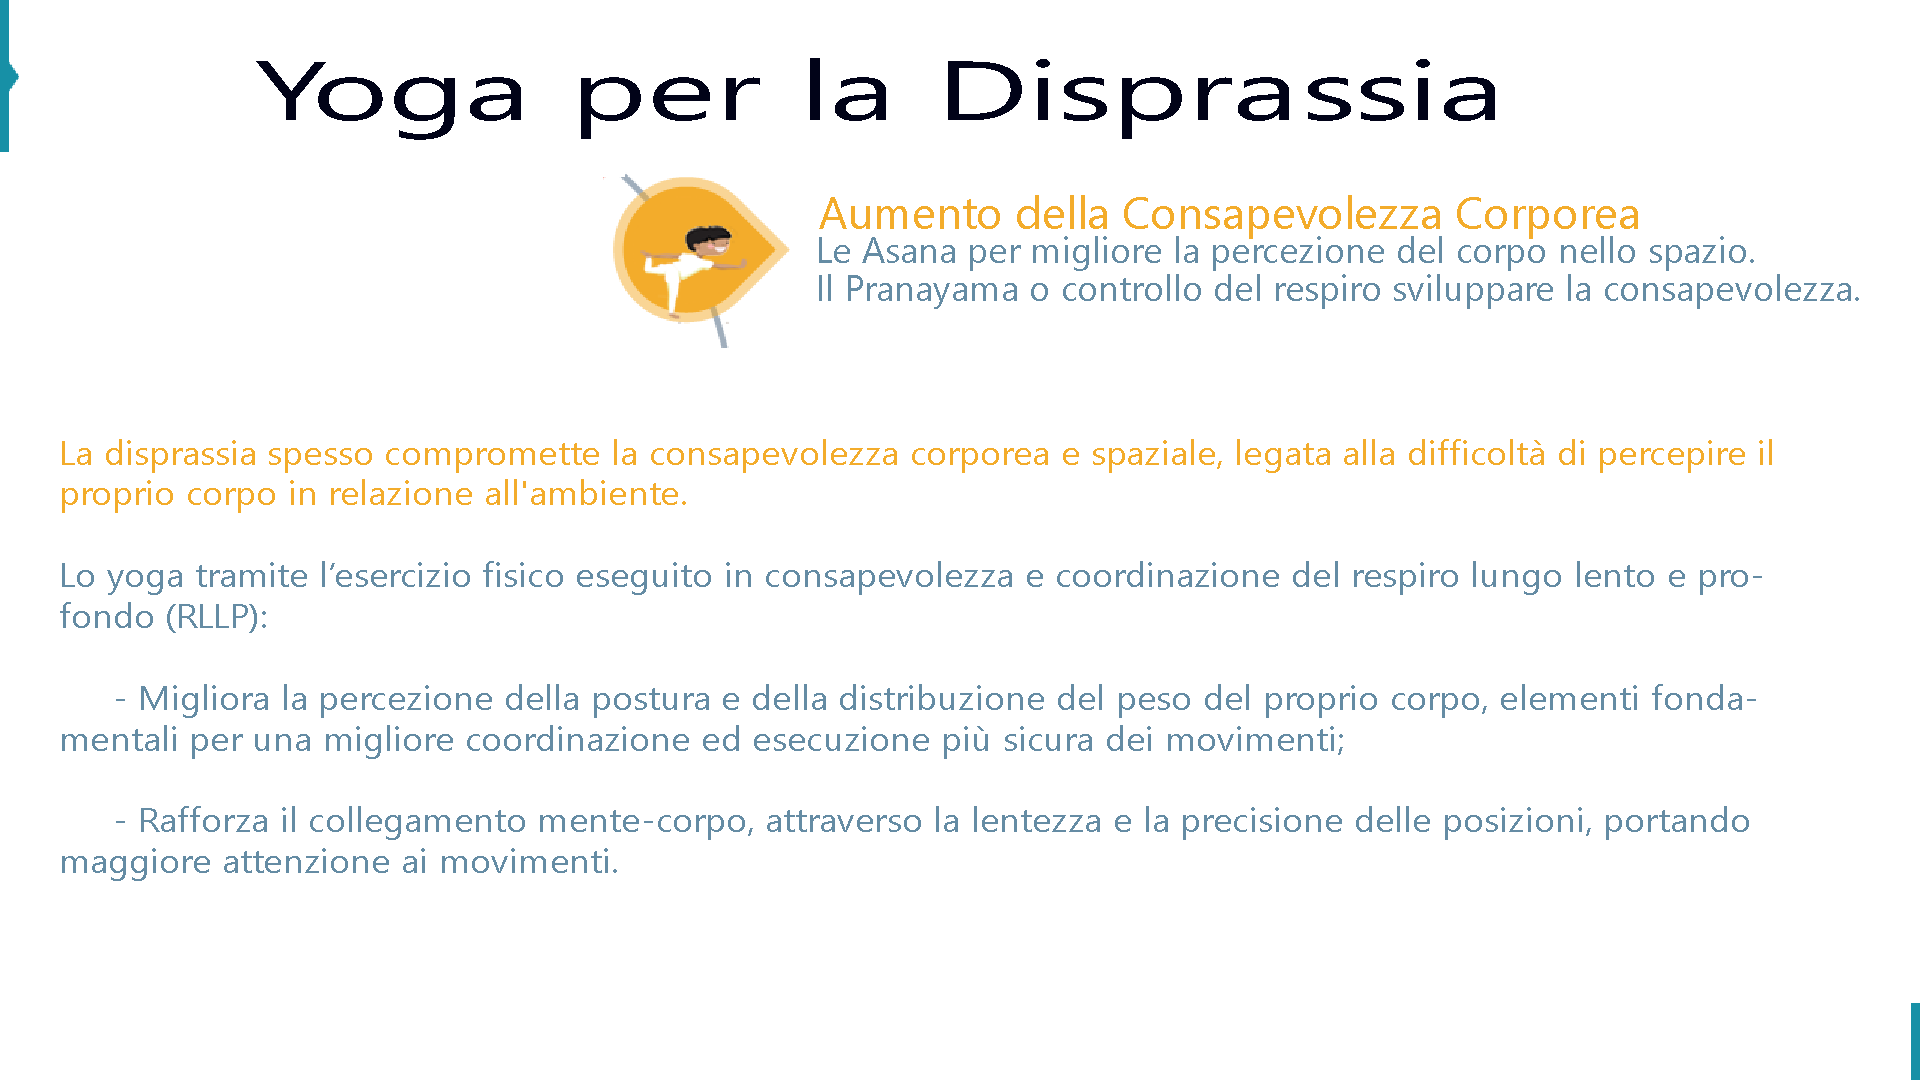 Yoga per la Disprassia
Aumento della Consapevolezza Corporea
Le Asana per migliore la percezione del corpo nello spazio.
Il Pranayama o controllo del respiro sviluppare la consapevolezza.
La disprassia spesso compromette la consapevolezza corporea e spaziale, legata alla difficoltà di percepire il
proprio corpo in relazione all'ambiente.
Lo yoga tramite l’esercizio fisico eseguito in consapevolezza e coordinazione del respiro lungo lento e pro-
fondo (RLLP):
- Migliora la percezione della postura e della distribuzione del peso del proprio corpo, elementi fonda-
mentali per una migliore coordinazione ed esecuzione più sicura dei movimenti;
- Rafforza il collegamento mente-corpo, attraverso la lentezza e la precisione delle posizioni, portando
maggiore attenzione ai movimenti.